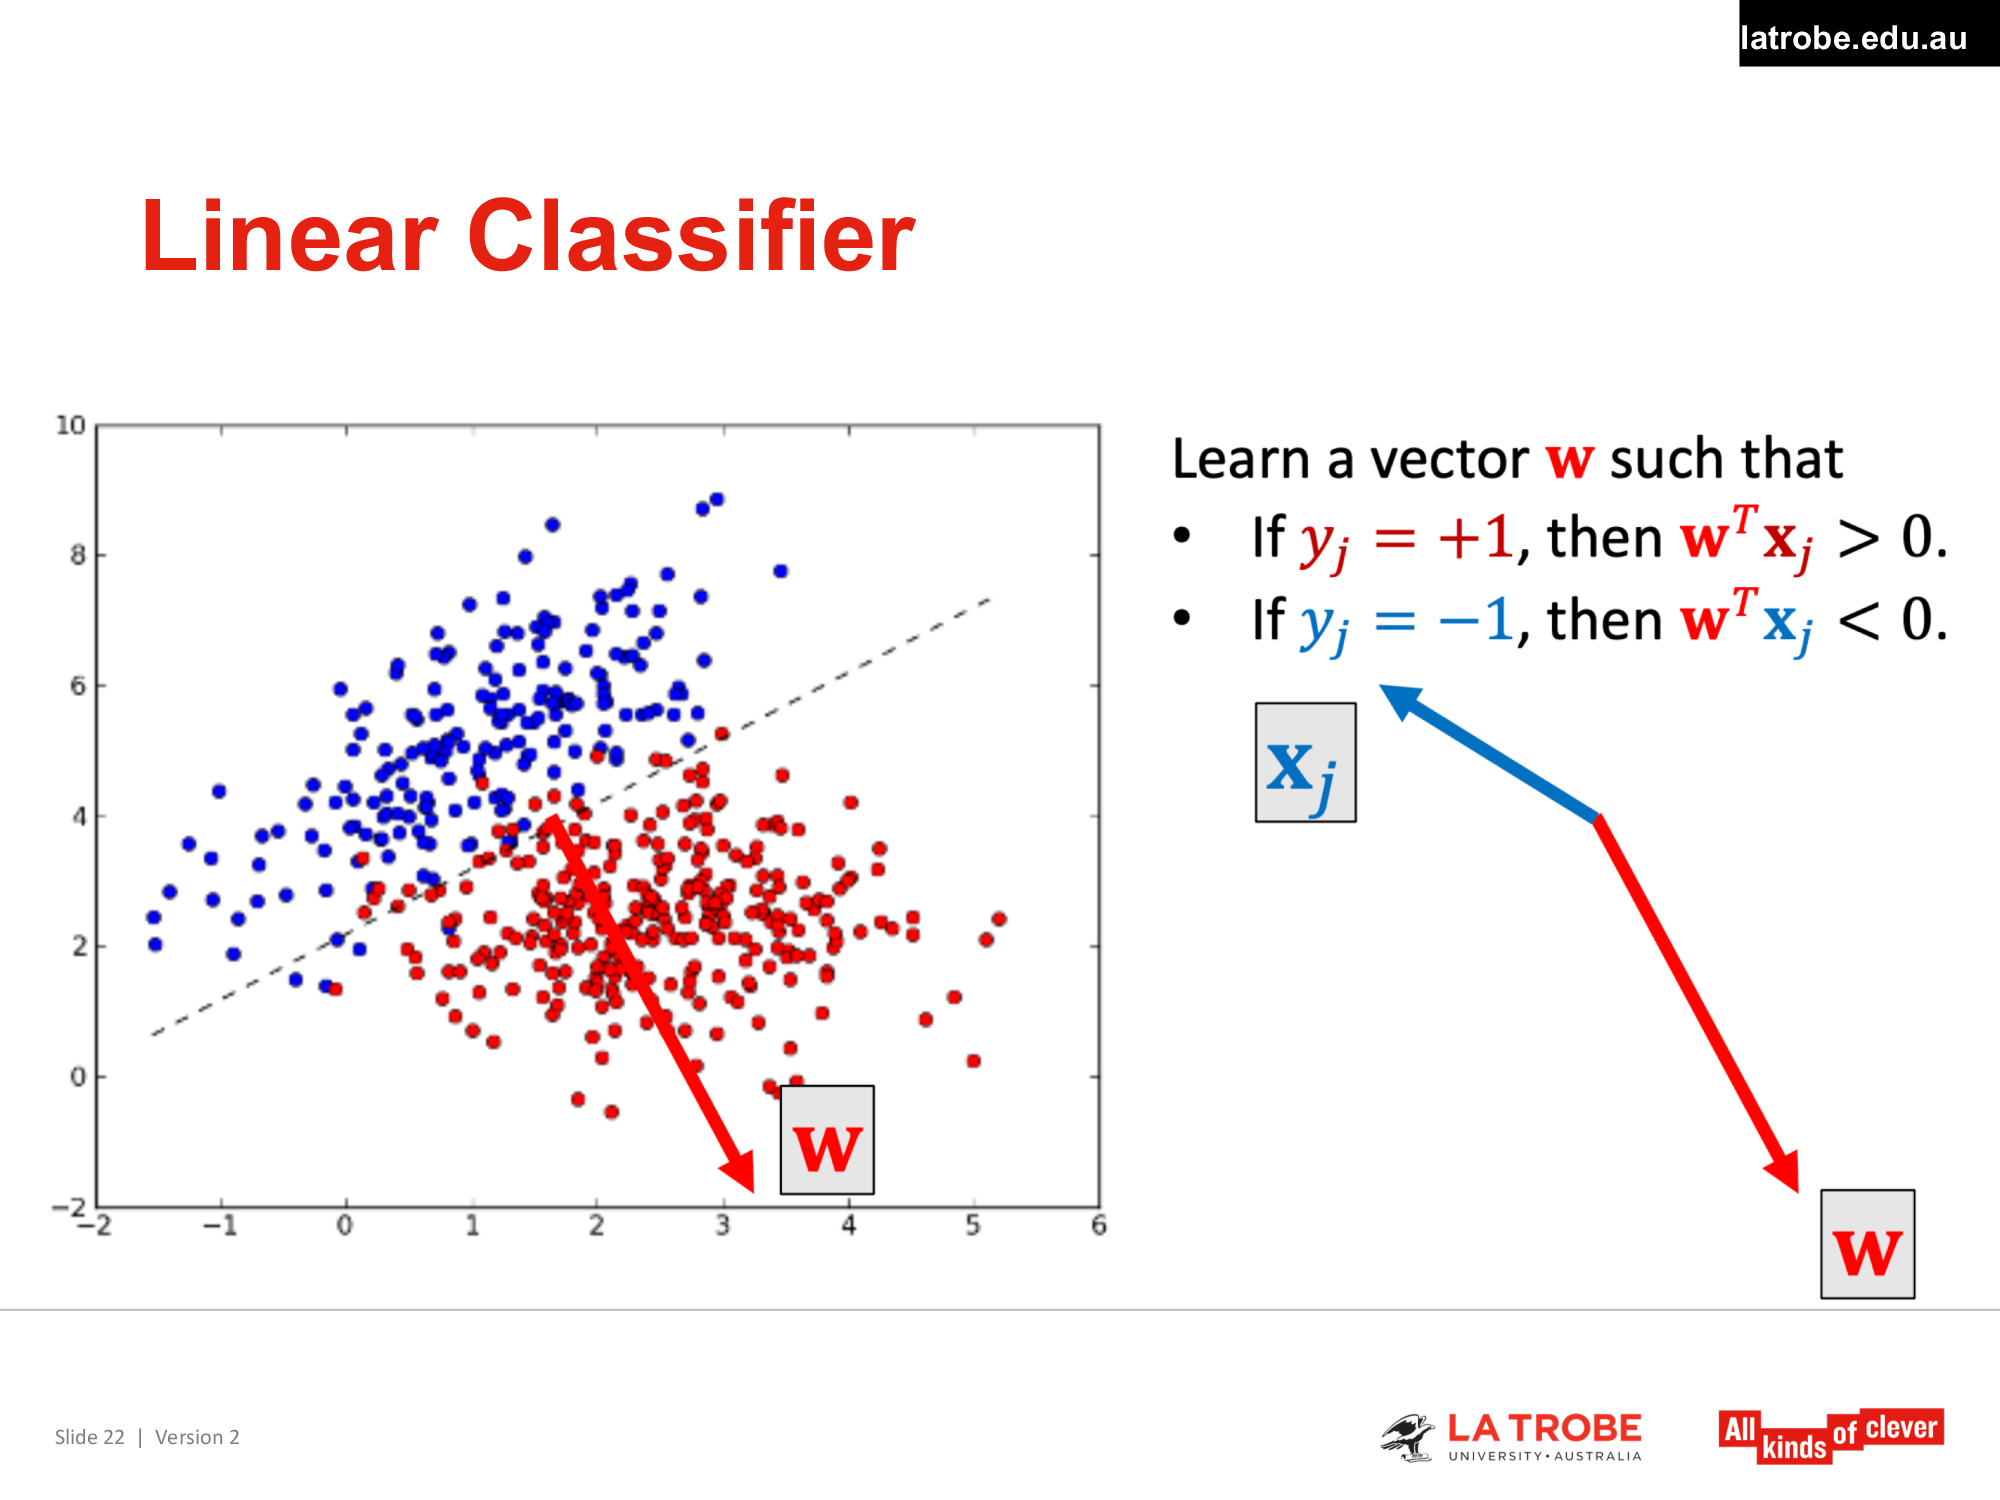 latrobe.edu.au
Linear Classifier
10
8
6
4
2
0
−2
−2 −1 0 1 2 3 4 5 6
w
Learn a vector w such that
• If yⱼ = +1, then wᵀxⱼ > 0.
• If yⱼ = −1, then wᵀxⱼ < 0.
xⱼ
w
Slide 22 | Version 2
LA TROBE
UNIVERSITY • AUSTRALIA
All kinds of clever